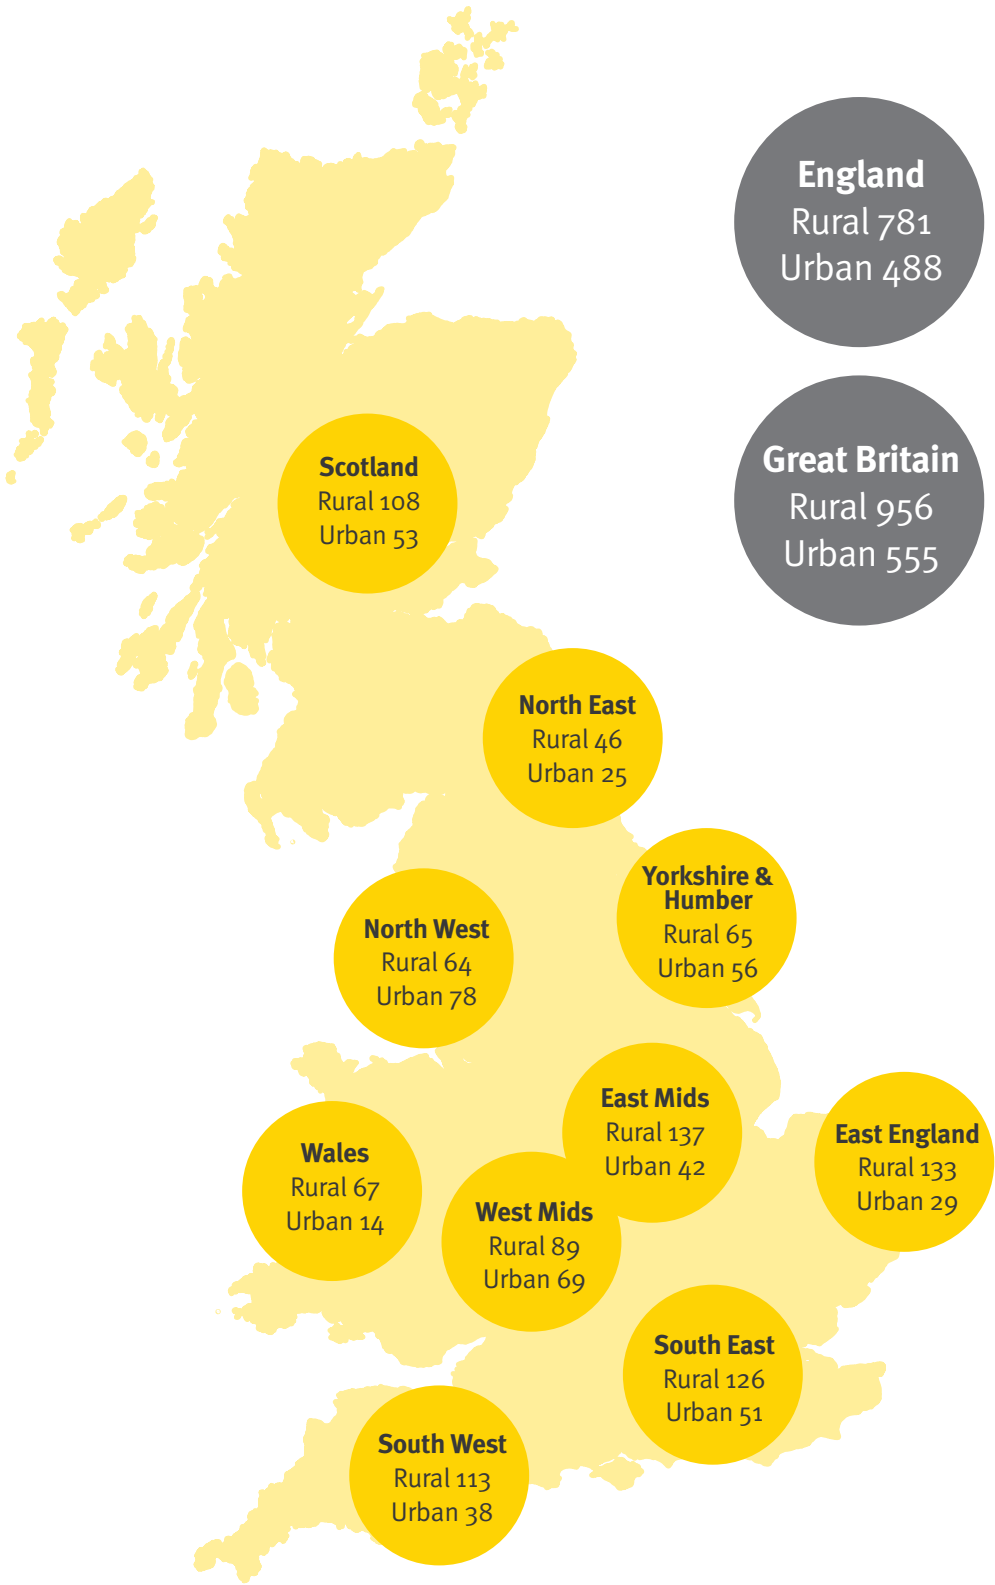 England
Rural 781
Urban 488
Great Britain
Rural 956
Urban 555
Scotland
Rural 108
Urban 53
North East
Rural 46
Urban 25
Yorkshire &
Humber
Rural 65
Urban 56
North West
Rural 64
Urban 78
East Mids
Rural 137
Urban 42
East England
Rural 133
Urban 29
Wales
Rural 67
Urban 14
West Mids
Rural 89
Urban 69
South East
Rural 126
Urban 51
South West
Rural 113
Urban 38